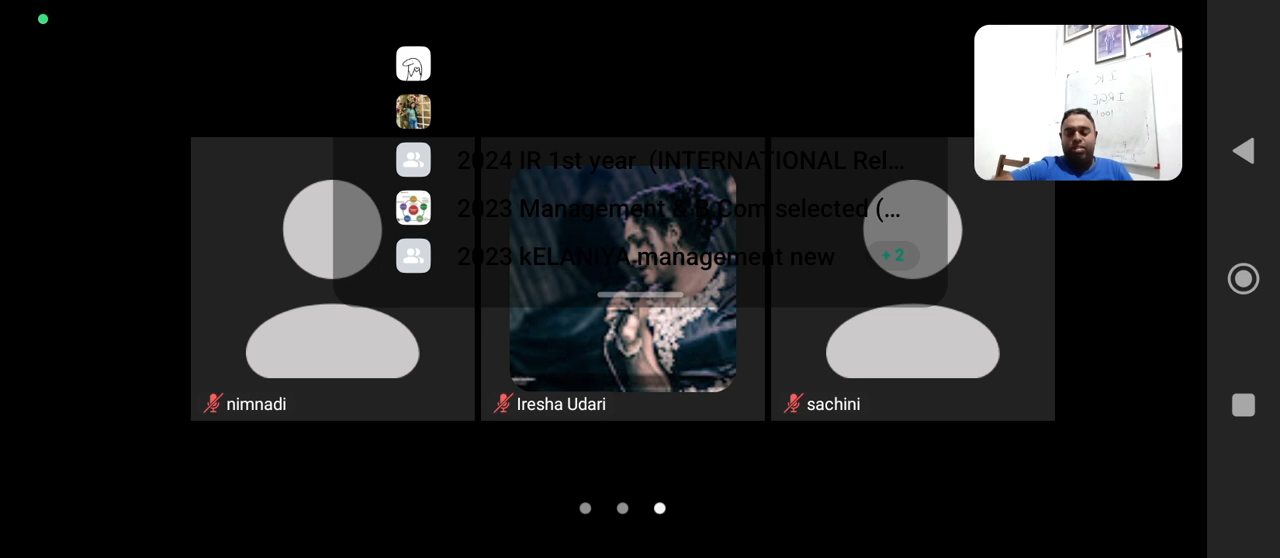 2024 IR 1st year (INTERNATIONAL Rel...
2023 Management & B.Com selected (...
2023 kELANIYA management new
+ 2
nimnadi
Iresha Udari
sachini